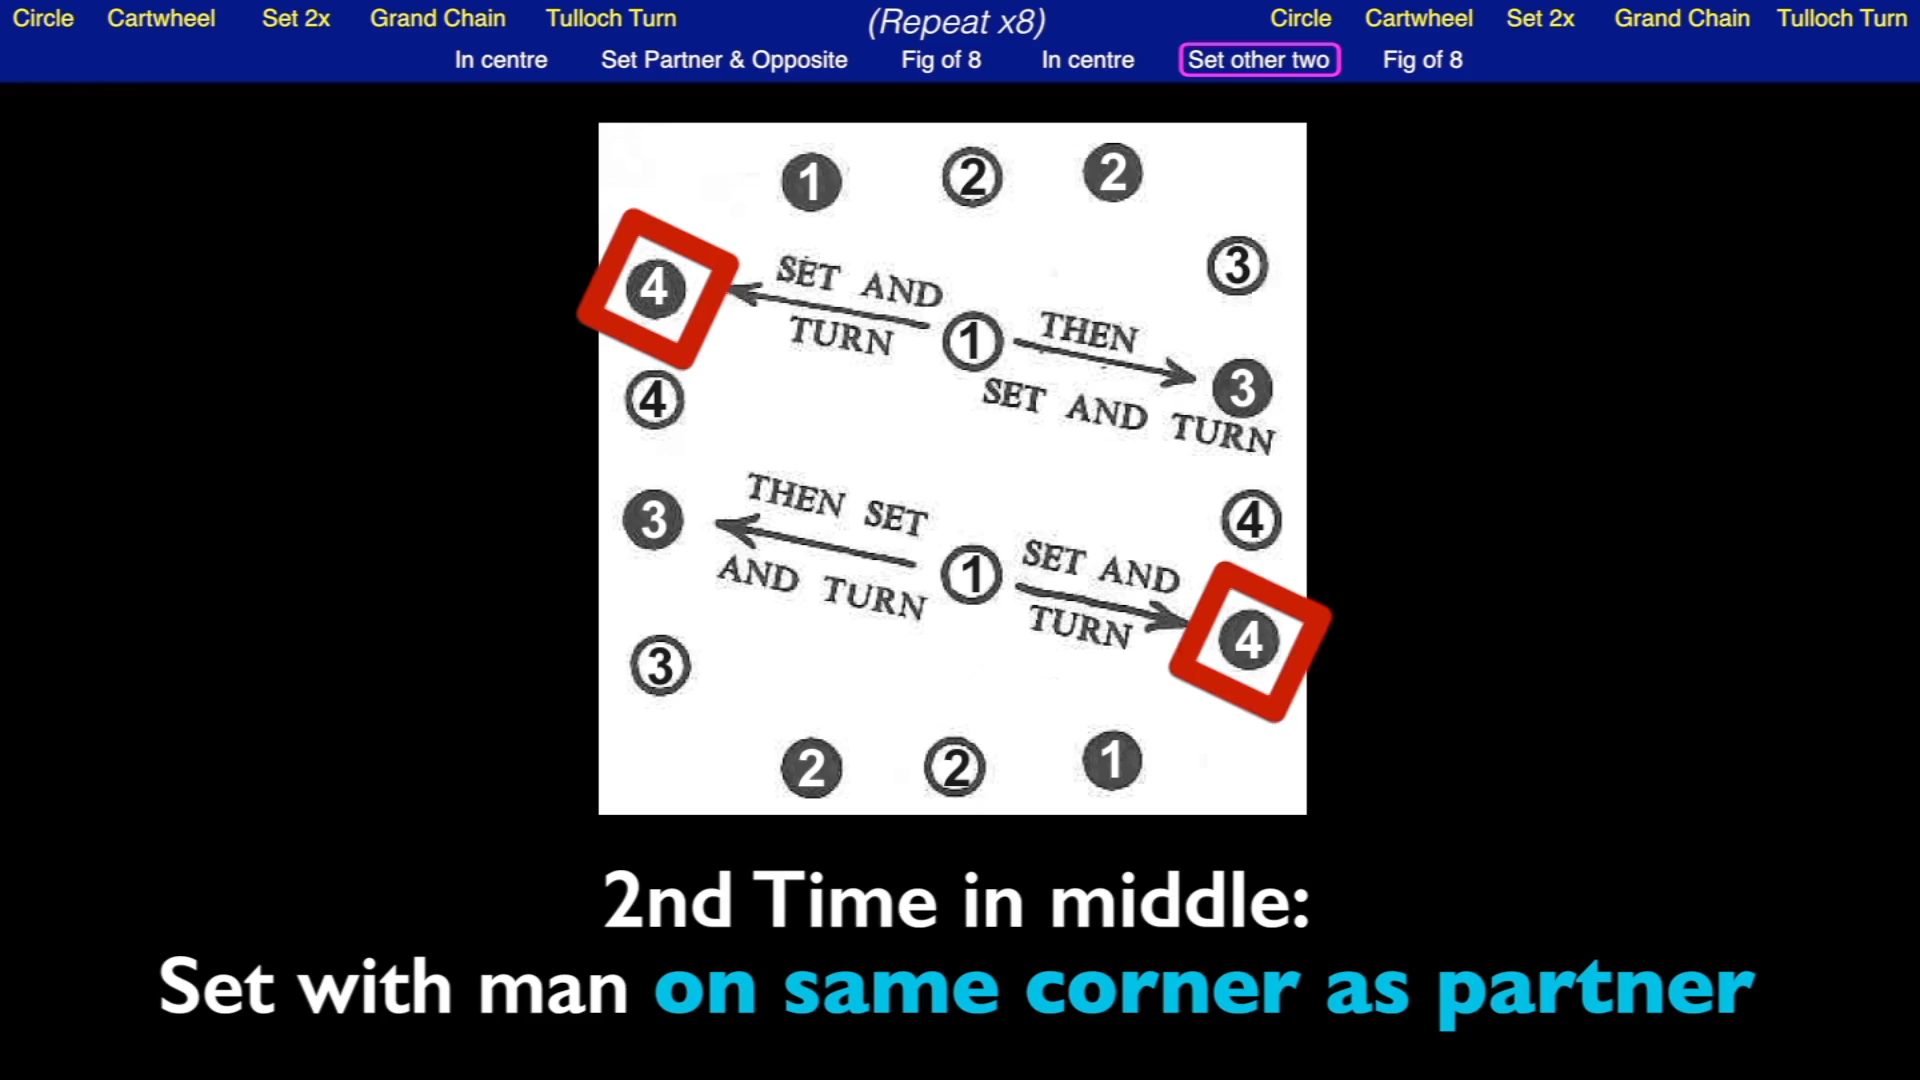 Circle Cartwheel Set 2x Grand Chain Tulloch Turn (Repeat x8) Circle Cartwheel Set 2x Grand Chain Tulloch Turn
In centre Set Partner & Opposite Fig of 8 In centre Set other two Fig of 8
1 2 2
3
4 SET AND
TURN
1 THEN
SET AND TURN
3
4
THEN SET
AND TURN
3
1 SET AND
TURN
4
4
3
2 2 1
2nd Time in middle:
Set with man on same corner as partner